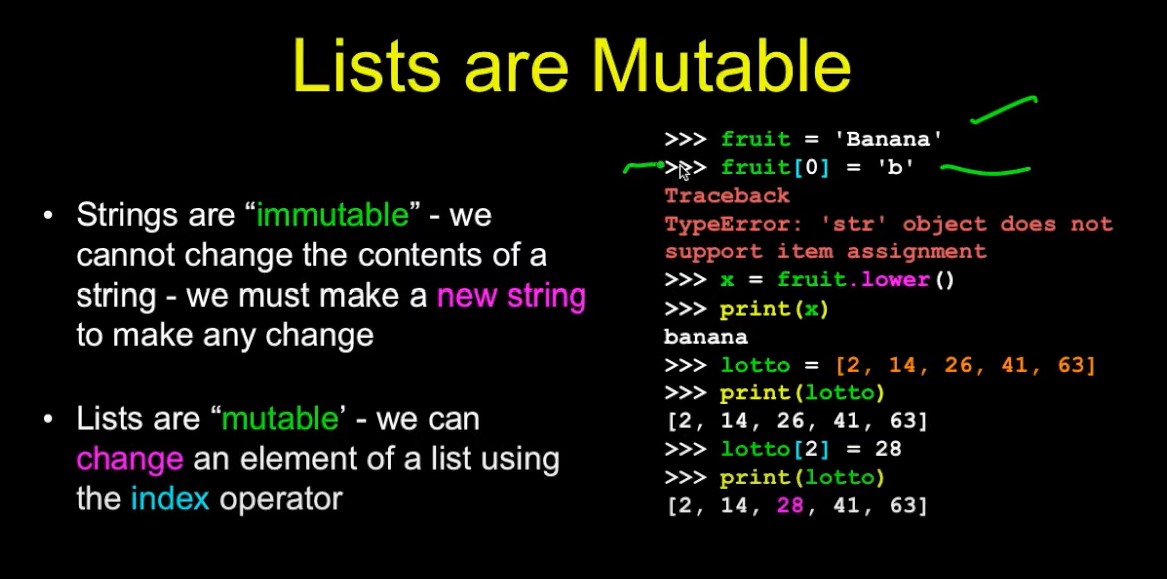 Lists are Mutable
• Strings are “immutable” - we
cannot change the contents of a
string - we must make a new string
to make any change
• Lists are “mutable’ - we can
change an element of a list using
the index operator
>>> fruit = 'Banana'
>>> fruit[0] = 'b'
Traceback
TypeError: 'str' object does not
support item assignment
>>> x = fruit.lower()
>>> print(x)
banana
>>> lotto = [2, 14, 26, 41, 63]
>>> print(lotto)
[2, 14, 26, 41, 63]
>>> lotto[2] = 28
>>> print(lotto)
[2, 14, 28, 41, 63]